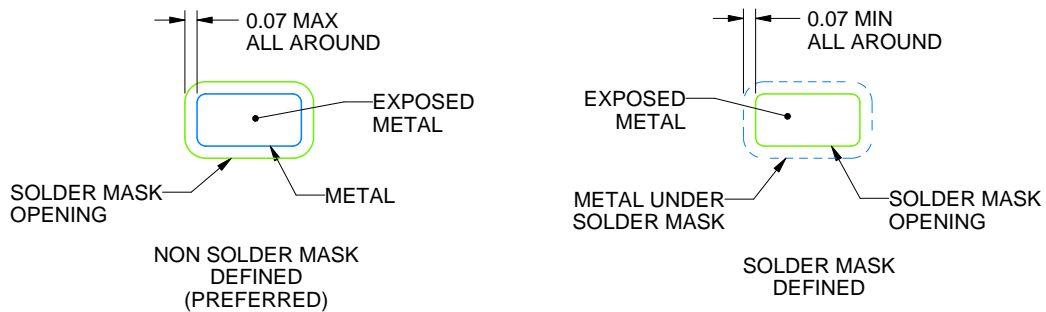 0.07 MAX
ALL AROUND
EXPOSED
METAL
SOLDER MASK
OPENING
METAL
NON SOLDER MASK
DEFINED
(PREFERRED)
0.07 MIN
ALL AROUND
EXPOSED
METAL
METAL UNDER
SOLDER MASK
SOLDER MASK
OPENING
SOLDER MASK
DEFINED